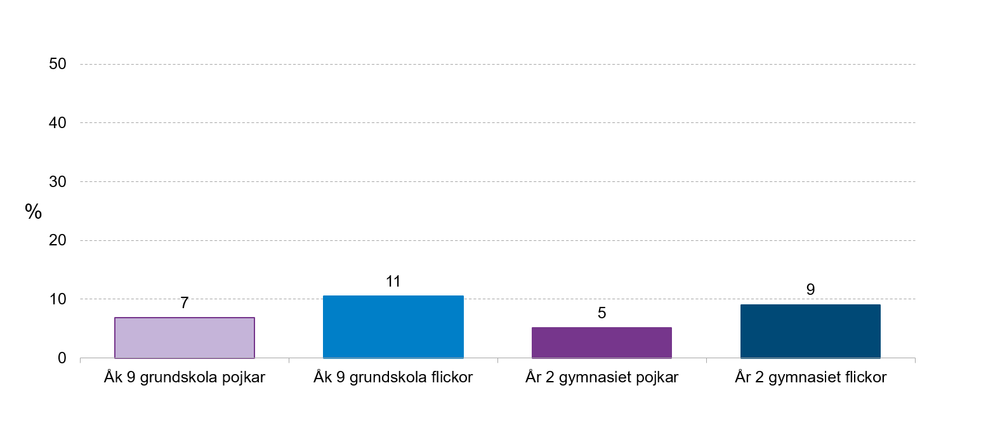 50
40
30
%
20
11
9
10
7
5
0
Åk 9 grundskola pojkar
Åk 9 grundskola flickor
År 2 gymnasiet pojkar
År 2 gymnasiet flickor